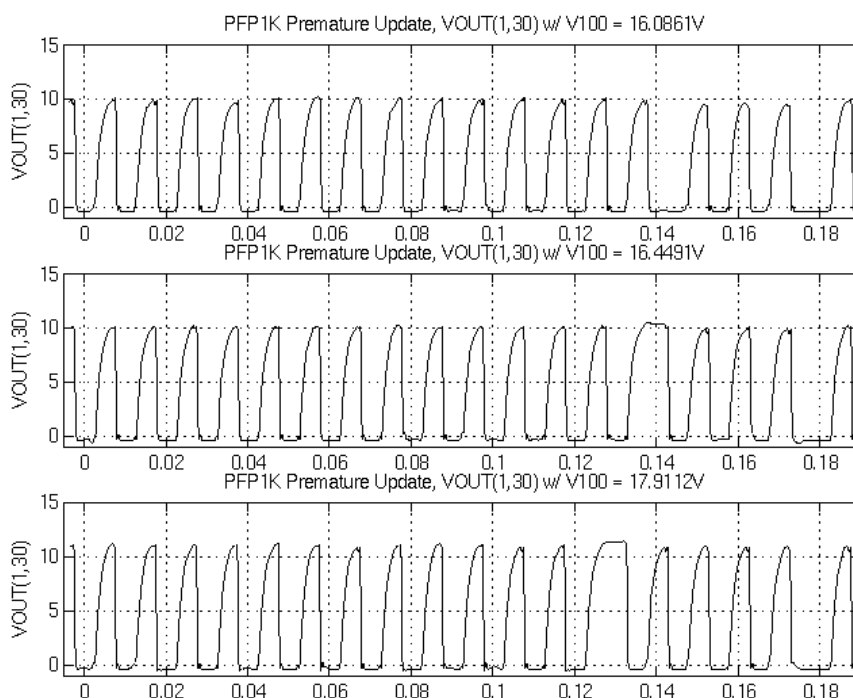 PFP1K Premature Update, VOUT(1,30) w/ V100 = 16.0861V
15
10
5
0
VOUT(1,30)
0 0.02 0.04 0.06 0.08 0.1 0.12 0.14 0.16 0.18
PFP1K Premature Update, VOUT(1,30) w/ V100 = 16.4491V
15
10
5
0
VOUT(1,30)
0 0.02 0.04 0.06 0.08 0.1 0.12 0.14 0.16 0.18
PFP1K Premature Update, VOUT(1,30) w/ V100 = 17.9112V
15
10
5
0
VOUT(1,30)
0 0.02 0.04 0.06 0.08 0.1 0.12 0.14 0.16 0.18